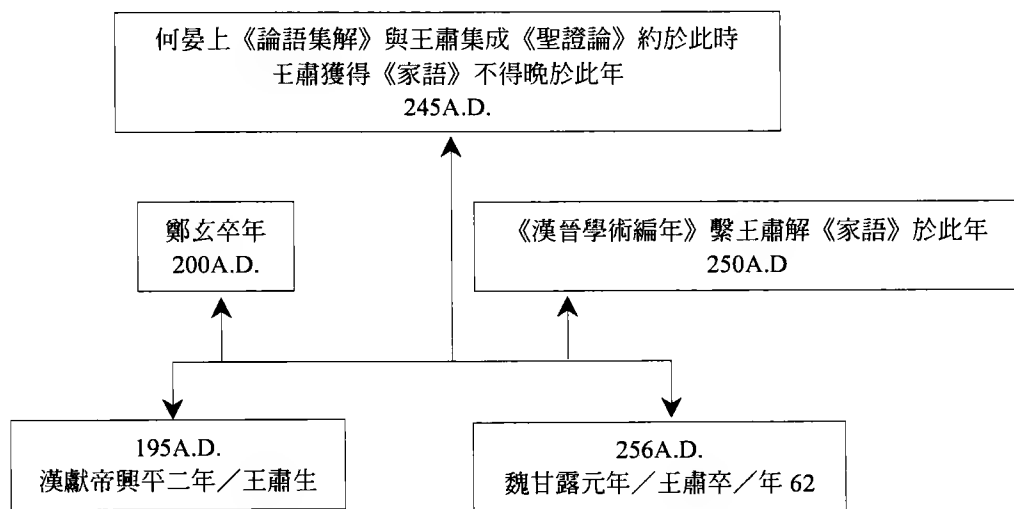 何晏上《論語集解》與王肅集成《聖證論》約於此時
王肅獲得《家語》不得晚於此年
245A.D.
鄭玄卒年
200A.D.
《漢晉學術編年》繫王肅解《家語》於此年
250A.D
195A.D.
漢獻帝興平二年／王肅生
256A.D.
魏甘露元年／王肅卒／年 62